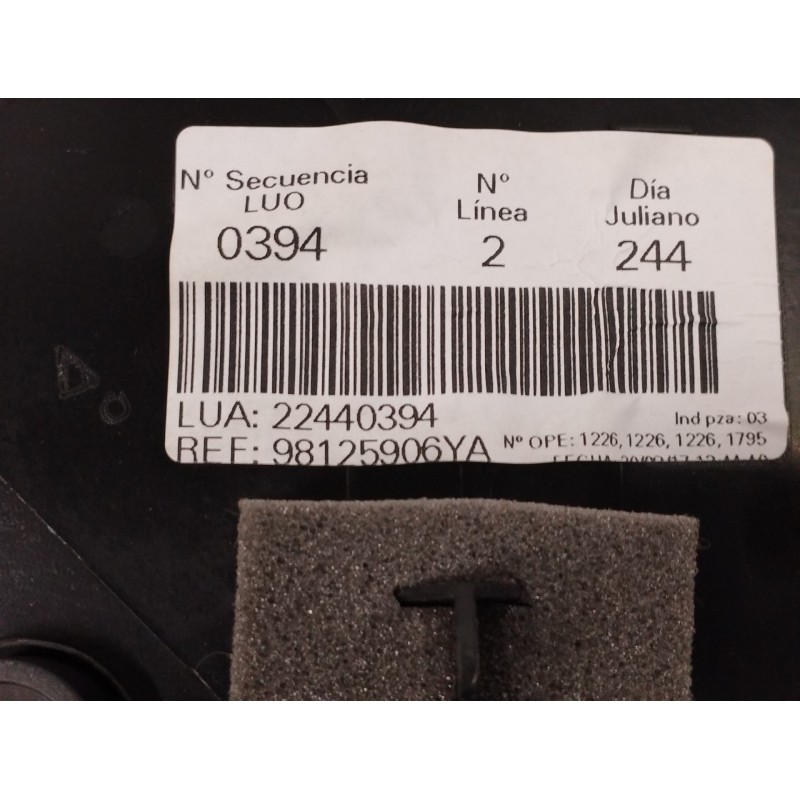 Nº Secuencia
LUO
0394
Nº
Línea
2
Día
Juliano
244
LUA: 22440394
REF: 98125906YA
Ind pza: 03
Nº OPE: 1226, 1226, 1226, 1795
FECHA